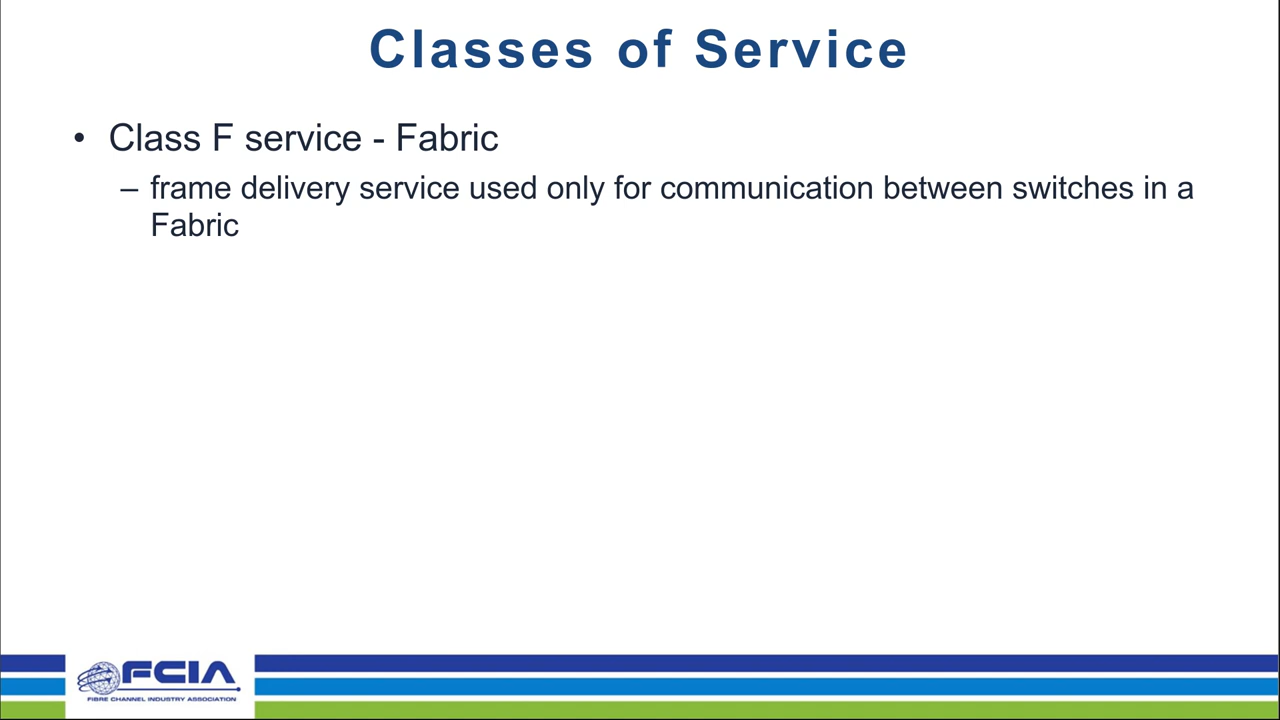 Classes of Service
• Class F service - Fabric
– frame delivery service used only for communication between switches in a
Fabric
FCIA
FIBRE CHANNEL INDUSTRY ASSOCIATION